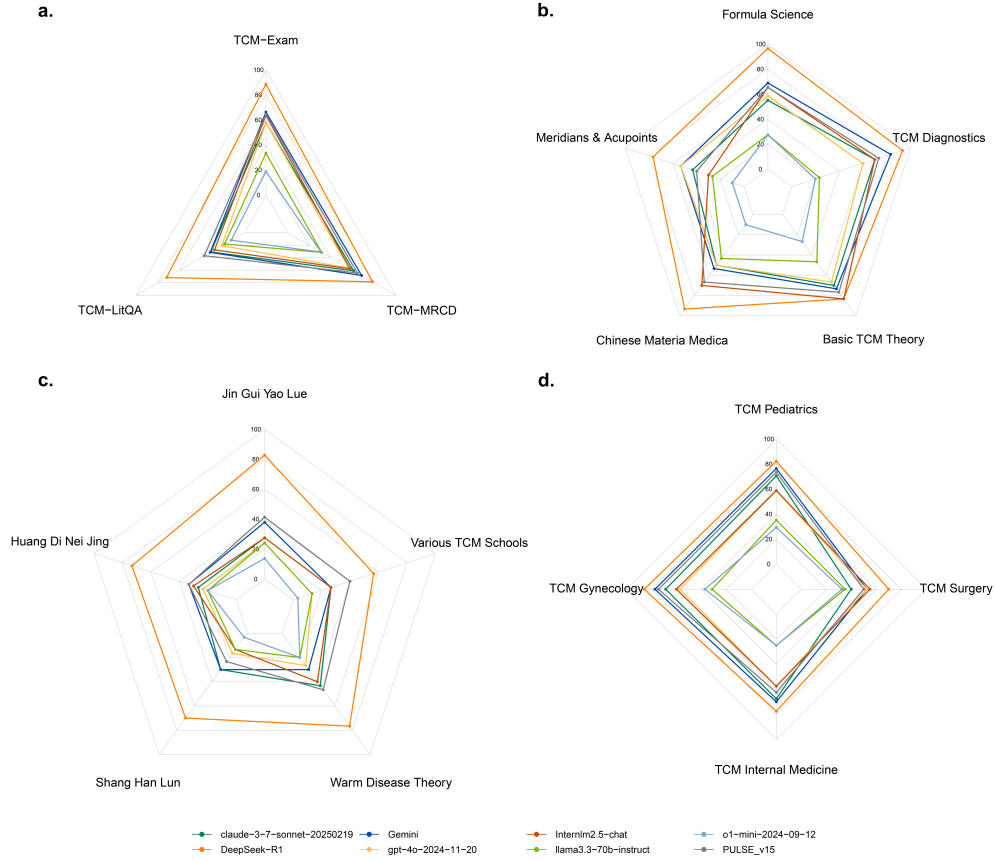 a.
TCM−Exam
100
80
60
40
20
0
TCM−LitQA
TCM−MRCD
b.
Formula Science
100
80
60
40
20
0
Meridians & Acupoints
TCM Diagnostics
Chinese Materia Medica
Basic TCM Theory
c.
Jin Gui Yao Lue
100
80
60
40
20
0
Huang Di Nei Jing
Various TCM Schools
Shang Han Lun
Warm Disease Theory
d.
TCM Pediatrics
100
80
60
40
20
0
TCM Gynecology
TCM Surgery
TCM Internal Medicine
claude−3−7−sonnet−20250219
Gemini
Internlm2.5−chat
o1−mini−2024−09−12
DeepSeek−R1
gpt−4o−2024−11−20
llama3.3−70b−instruct
PULSE_v15